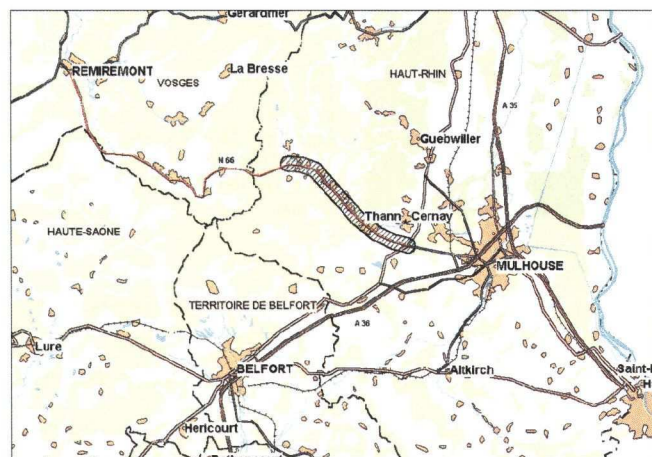 Gerardmer
REMIREMONT
La Bresse
VOSGES
HAUT-RHIN
A 35
Guebwiller
N 66
Thann
Cernay
HAUTE-SAONE
MULHOUSE
TERRITOIRE DE BELFORT
A 36
Lure
BELFORT
Altkirch
Saint-
H
Hericourt